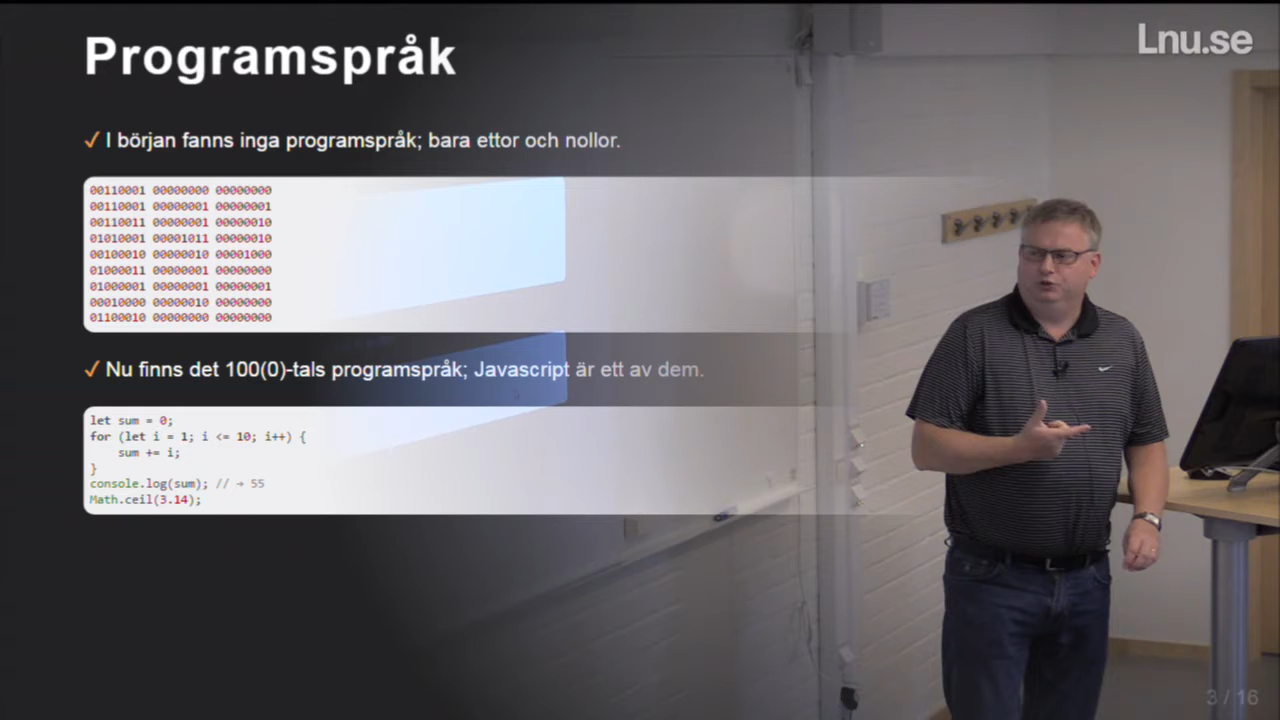 Programspråk
Lnu.se
✓ I början fanns inga programspråk; bara ettor och nollor.
00110001 00000000 00000000
00110001 00000001 00000001
00110011 00000001 00000010
01010001 00001011 00000010
00100010 00000010 00001000
01000011 00000001 00000000
01000001 00000001 00000001
00010000 00000010 00000000
01100010 00000000 00000000
✓ Nu finns det 100(0)-tals programspråk; Javascript är ett av dem.
let sum = 0;
for (let i = 1; i <= 10; i++) {
    sum += i;
}
console.log(sum); // → 55
Math.ceil(3.14);
3 / 16